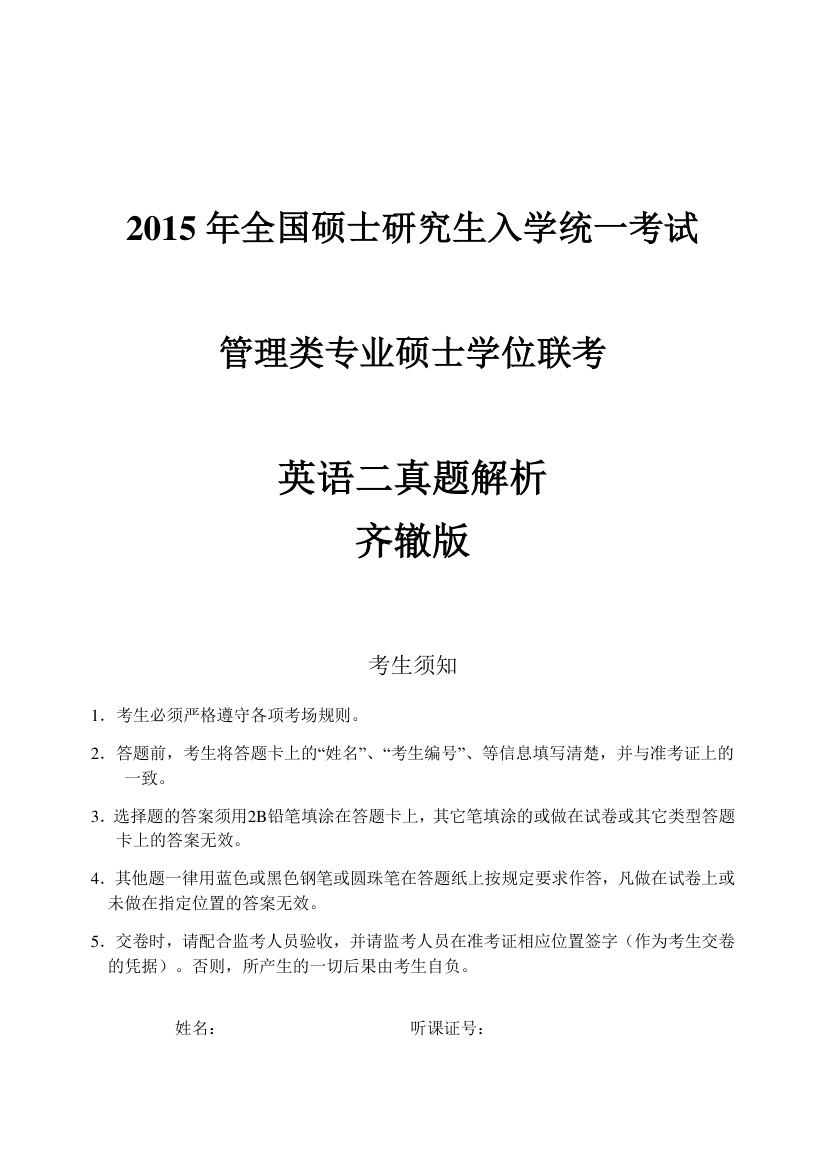 2015 年全国硕士研究生入学统一考试
管理类专业硕士学位联考
英语二真题解析
齐辙版
考生须知
1．考生必须严格遵守各项考场规则。
2．答题前，考生将答题卡上的“姓名”、“考生编号”、等信息填写清楚，并与准考证上的
一致。
3．选择题的答案须用2B铅笔填涂在答题卡上，其它笔填涂的或做在试卷或其它类型答题
卡上的答案无效。
4．其他题一律用蓝色或黑色钢笔或圆珠笔在答题纸上按规定要求作答，凡做在试卷上或
未做在指定位置的答案无效。
5．交卷时，请配合监考人员验收，并请监考人员在准考证相应位置签字（作为考生交卷
的凭据）。否则，所产生的一切后果由考生自负。
姓名： 听课证号：